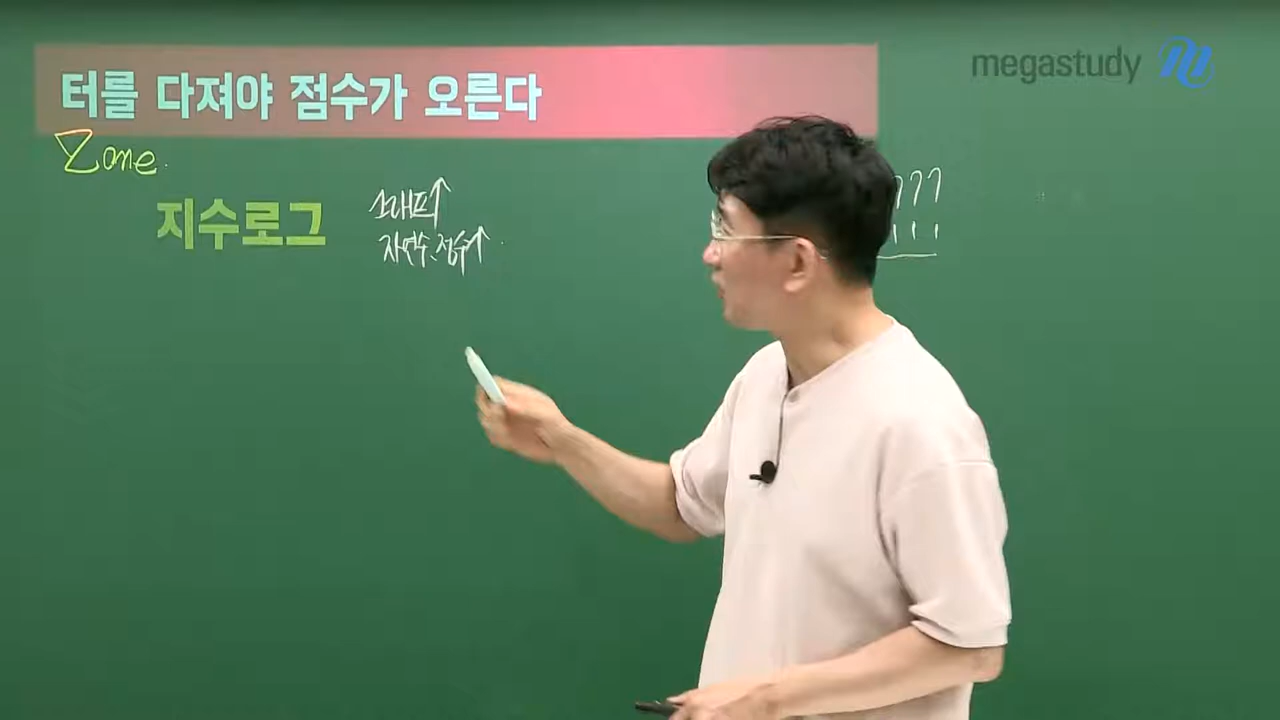 터를 다져야 점수가 오른다
megastudy
Zone.
지수로그
그래프↑
자연수.정수↑
???
!!!